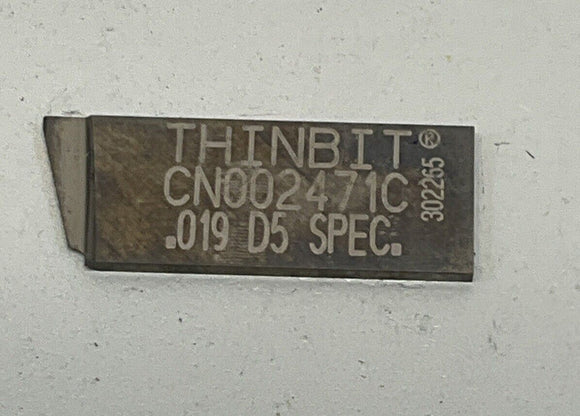 THINBIT ®
CN002471C
.019 D5 SPEC.
302265